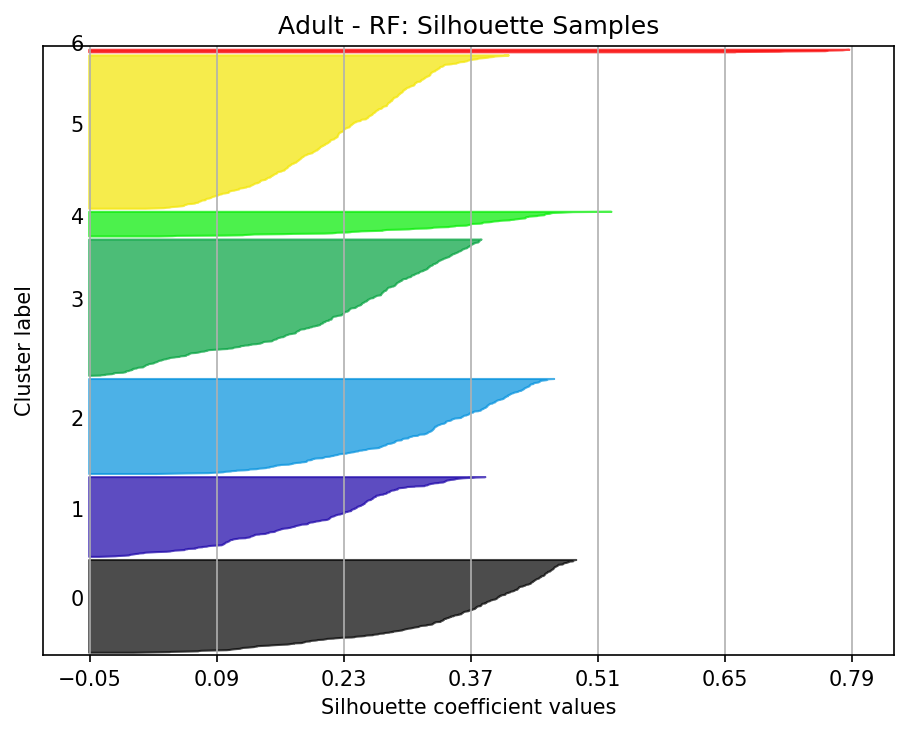 Adult - RF: Silhouette Samples
6
5
4
3
2
1
0
Cluster label
−0.05 0.09 0.23 0.37 0.51 0.65 0.79
Silhouette coefficient values